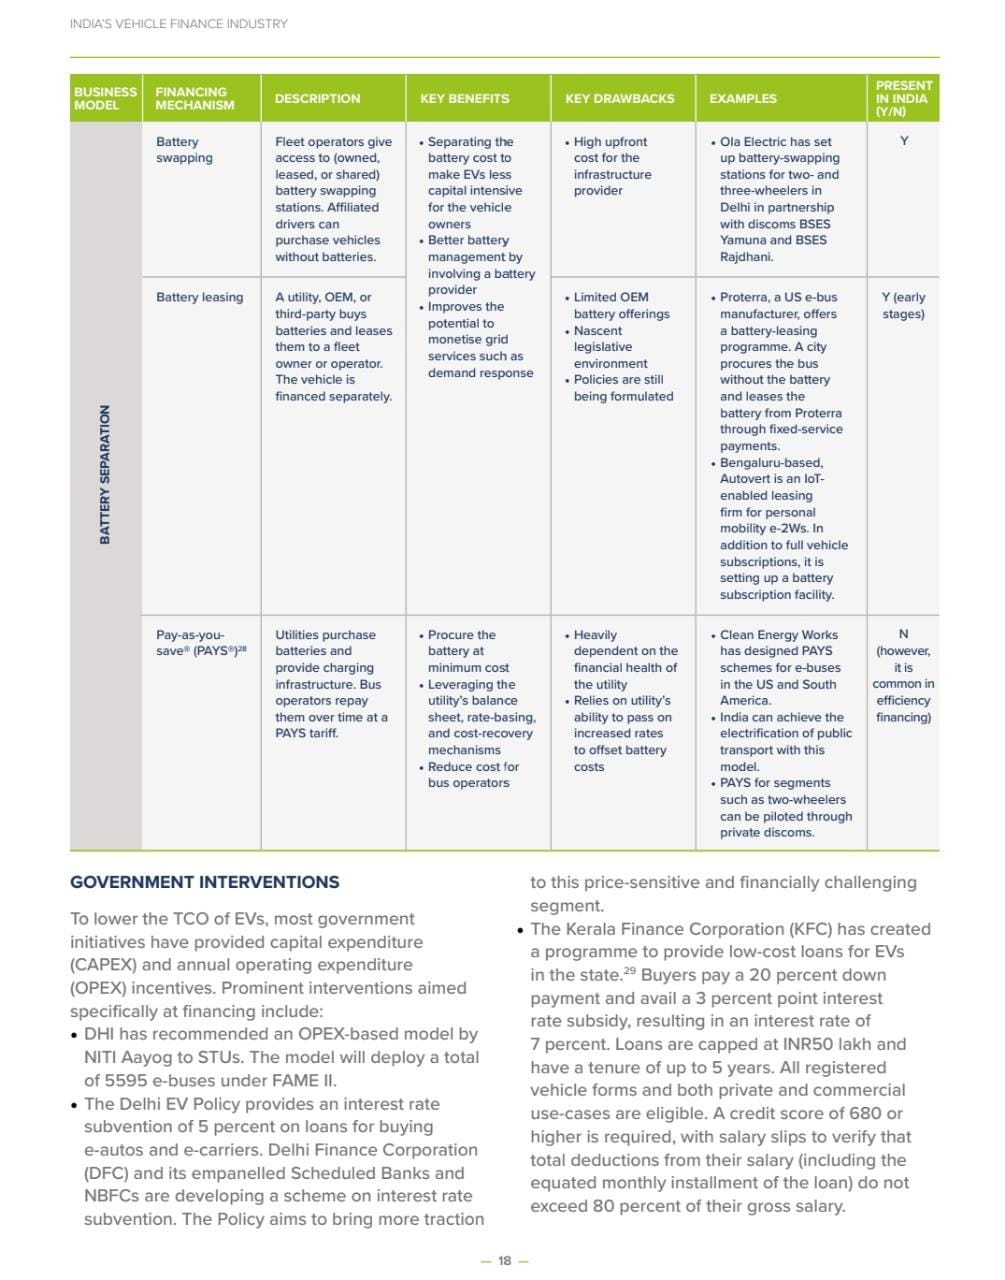 INDIA'S VEHICLE FINANCE INDUSTRY
BUSINESS
MODEL
FINANCING
MECHANISM
DESCRIPTION
KEY BENEFITS
KEY DRAWBACKS
EXAMPLES
PRESENT
IN INDIA
(Y/N)
BATTERY SEPARATION
Battery
swapping
Fleet operators give
access to (owned,
leased, or shared)
battery swapping
stations. Affiliated
drivers can
purchase vehicles
without batteries.
• Separating the
battery cost to
make EVs less
capital intensive
for the vehicle
owners
• Better battery
management by
involving a battery
provider
• Improves the
potential to
monetise grid
services such as
demand response
• High upfront
cost for the
infrastructure
provider
• Ola Electric has set
up battery-swapping
stations for two- and
three-wheelers in
Delhi in partnership
with discoms BSES
Yamuna and BSES
Rajdhani.
Y
Battery leasing
A utility, OEM, or
third-party buys
batteries and leases
them to a fleet
owner or operator.
The vehicle is
financed separately.
• Limited OEM
battery offerings
• Nascent
legislative
environment
• Policies are still
being formulated
• Proterra, a US e-bus
manufacturer, offers
a battery-leasing
programme. A city
procures the bus
without the battery
and leases the
battery from Proterra
through fixed-service
payments.
• Bengaluru-based,
Autovert is an IoT-
enabled leasing
firm for personal
mobility e-2Ws. In
addition to full vehicle
subscriptions, it is
setting up a battery
subscription facility.
Y (early
stages)
Pay-as-you-
save® (PAYS®)28
Utilities purchase
batteries and
provide charging
infrastructure. Bus
operators repay
them over time at a
PAYS tariff.
• Procure the
battery at
minimum cost
• Leveraging the
utility's balance
sheet, rate-basing,
and cost-recovery
mechanisms
• Reduce cost for
bus operators
• Heavily
dependent on the
financial health of
the utility
• Relies on utility's
ability to pass on
increased rates
to offset battery
costs
• Clean Energy Works
has designed PAYS
schemes for e-buses
in the US and South
America.
• India can achieve the
electrification of public
transport with this
model.
• PAYS for segments
such as two-wheelers
can be piloted through
private discoms.
N
(however,
it is
common in
efficiency
financing)
GOVERNMENT INTERVENTIONS
To lower the TCO of EVs, most government
initiatives have provided capital expenditure
(CAPEX) and annual operating expenditure
(OPEX) incentives. Prominent interventions aimed
specifically at financing include:
• DHI has recommended an OPEX-based model by
NITI Aayog to STUs. The model will deploy a total
of 5595 e-buses under FAME II.
• The Delhi EV Policy provides an interest rate
subvention of 5 percent on loans for buying
e-autos and e-carriers. Delhi Finance Corporation
(DFC) and its empanelled Scheduled Banks and
NBFCs are developing a scheme on interest rate
subvention. The Policy aims to bring more traction
to this price-sensitive and financially challenging
segment.
• The Kerala Finance Corporation (KFC) has created
a programme to provide low-cost loans for EVs
in the state.29 Buyers pay a 20 percent down
payment and avail a 3 percent point interest
rate subsidy, resulting in an interest rate of
7 percent. Loans are capped at INR50 lakh and
have a tenure of up to 5 years. All registered
vehicle forms and both private and commercial
use-cases are eligible. A credit score of 680 or
higher is required, with salary slips to verify that
total deductions from their salary (including the
equated monthly installment of the loan) do not
exceed 80 percent of their gross salary.
— 18 —